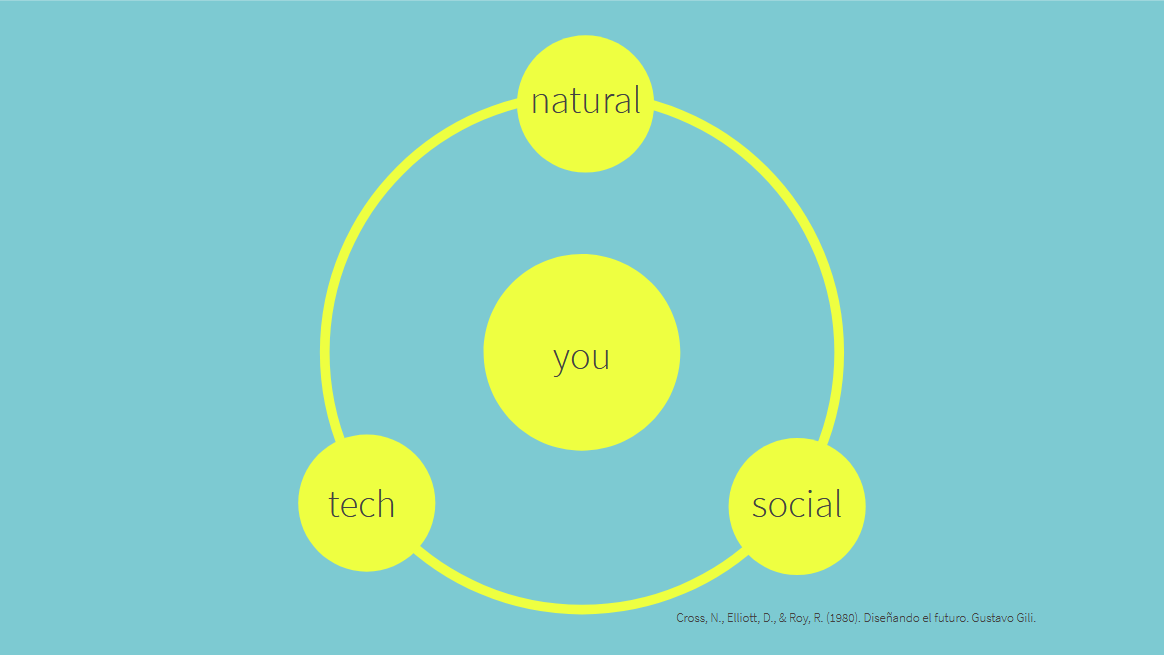 natural
you
tech
social
Cross, N., Elliott, D., & Roy, R. (1980). Diseñando el futuro. Gustavo Gili.